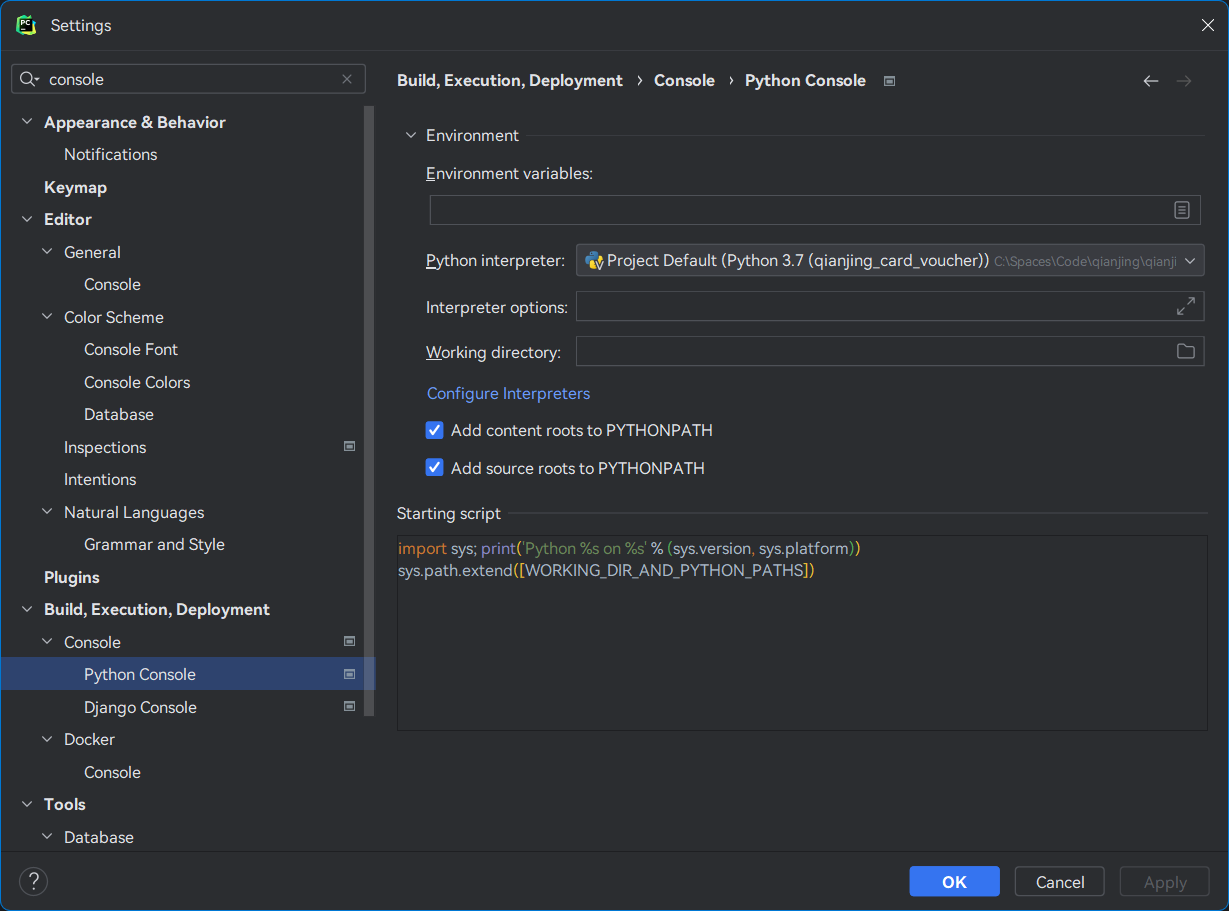 Settings
console
Appearance & Behavior
Notifications
Keymap
Editor
General
Console
Color Scheme
Console Font
Console Colors
Database
Inspections
Intentions
Natural Languages
Grammar and Style
Plugins
Build, Execution, Deployment
Console
Python Console
Django Console
Docker
Console
Tools
Database
Build, Execution, Deployment › Console › Python Console
Environment
Environment variables:
Python interpreter: Project Default (Python 3.7 (qianjing_card_voucher)) C:\Spaces\Code\qianjing\qianji
Interpreter options:
Working directory:
Configure Interpreters
Add content roots to PYTHONPATH
Add source roots to PYTHONPATH
Starting script
import sys; print('Python %s on %s' % (sys.version, sys.platform))
sys.path.extend([WORKING_DIR_AND_PYTHON_PATHS])
? OK Cancel Apply